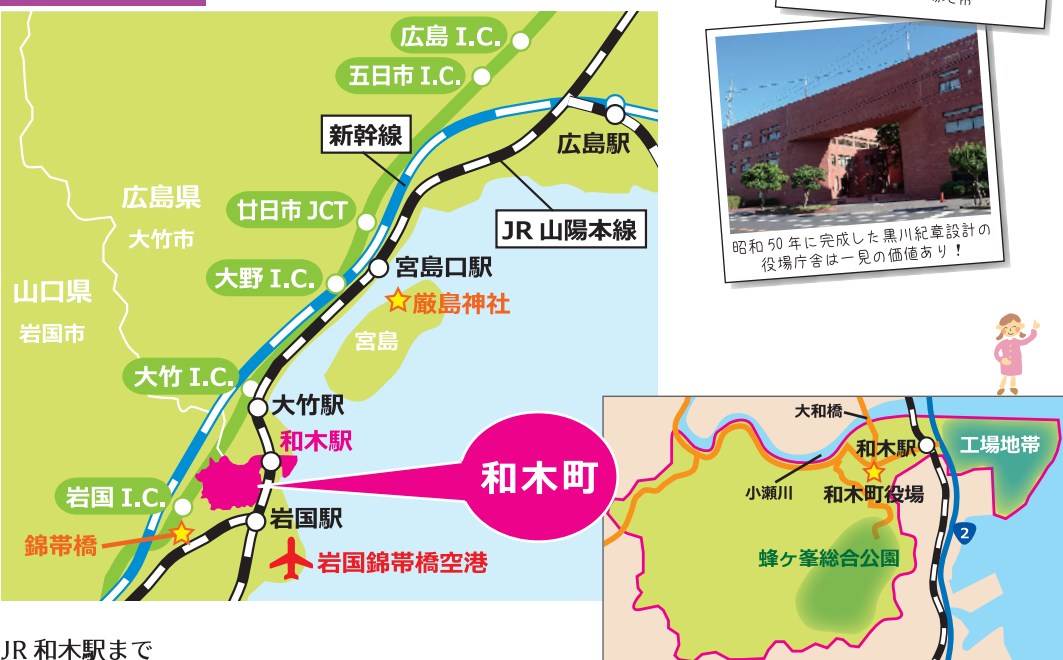 広島 I.C.
五日市 I.C.
新幹線
広島駅
広島県
大竹市
廿日市 JCT
JR 山陽本線
大野 I.C.
宮島口駅
山口県
岩国市
厳島神社
宮島
大竹 I.C.
大竹駅
和木駅
和木町
岩国 I.C.
岩国駅
錦帯橋
岩国錦帯橋空港
JR 和木駅まで
昭和 50 年に完成した黒川紀章設計の
役場庁舎は一見の価値あり！
大和橋
和木駅
工場地帯
小瀬川
和木町役場
2
蜂ヶ峯総合公園